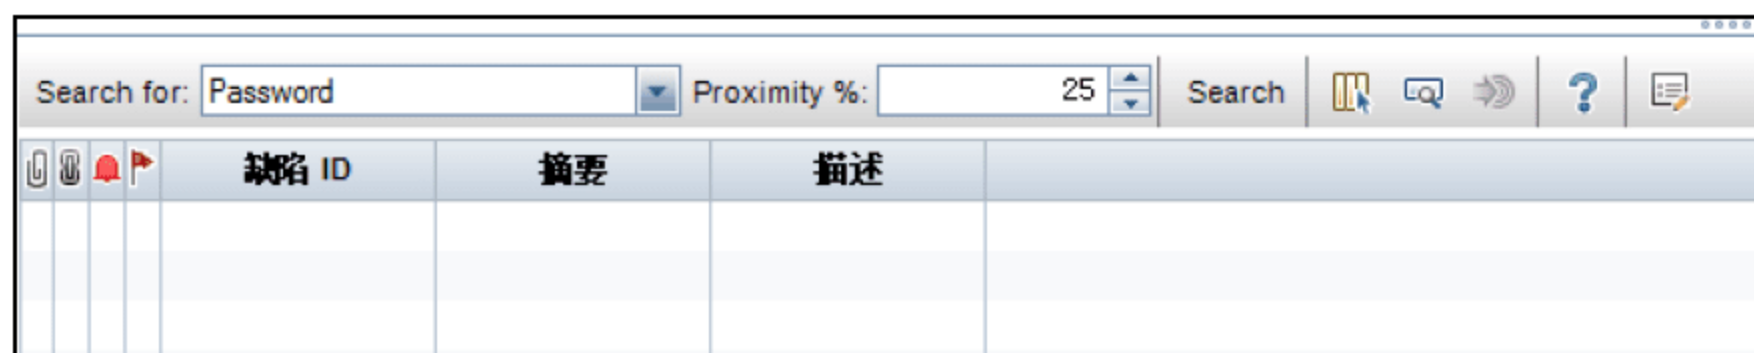 Search for: Password Proximity %: 25 Search
缺陷 ID 摘要 描述